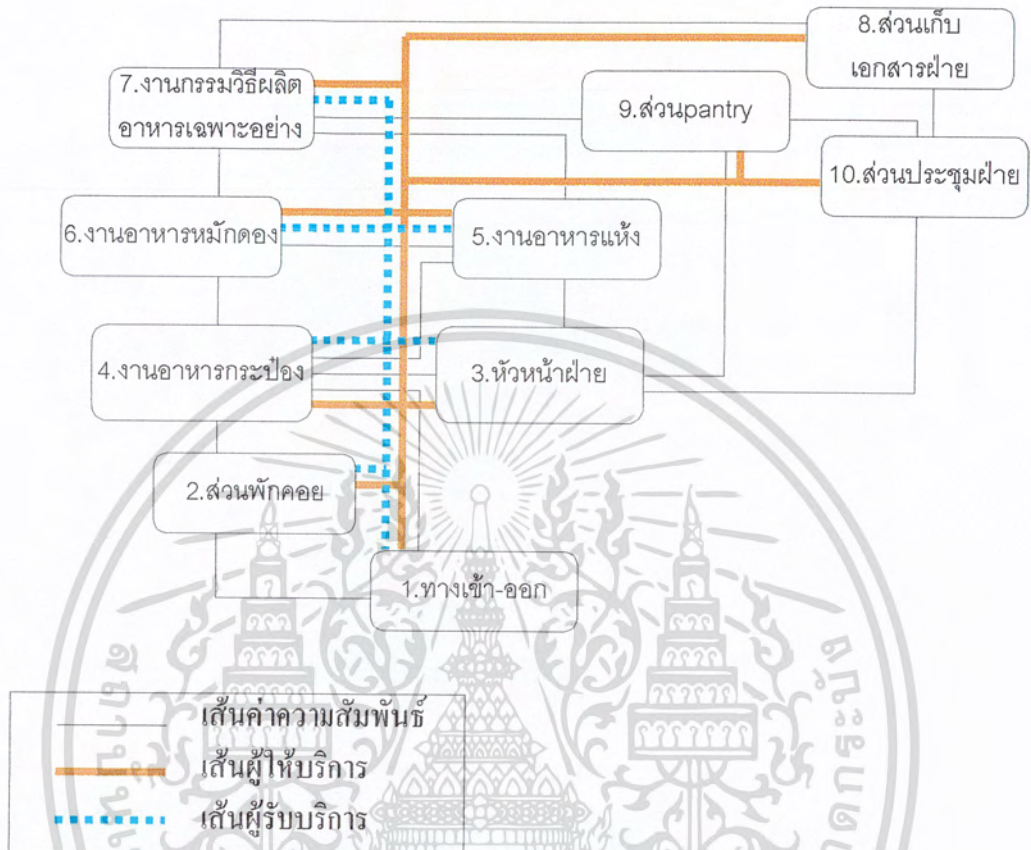 8.ส่วนเก็บ
เอกสารฝ่าย
7.งานกรรมวิธีผลิต
อาหารเฉพาะอย่าง
9.ส่วนpantry
10.ส่วนประชุมฝ่าย
6.งานอาหารหมักดอง
5.งานอาหารแห้ง
4.งานอาหารกระป๋อง
3.หัวหน้าฝ่าย
2.ส่วนพักคอย
1.ทางเข้า-ออก
เส้นค่าความสัมพันธ์
เส้นผู้ให้บริการ
เส้นผู้รับบริการ